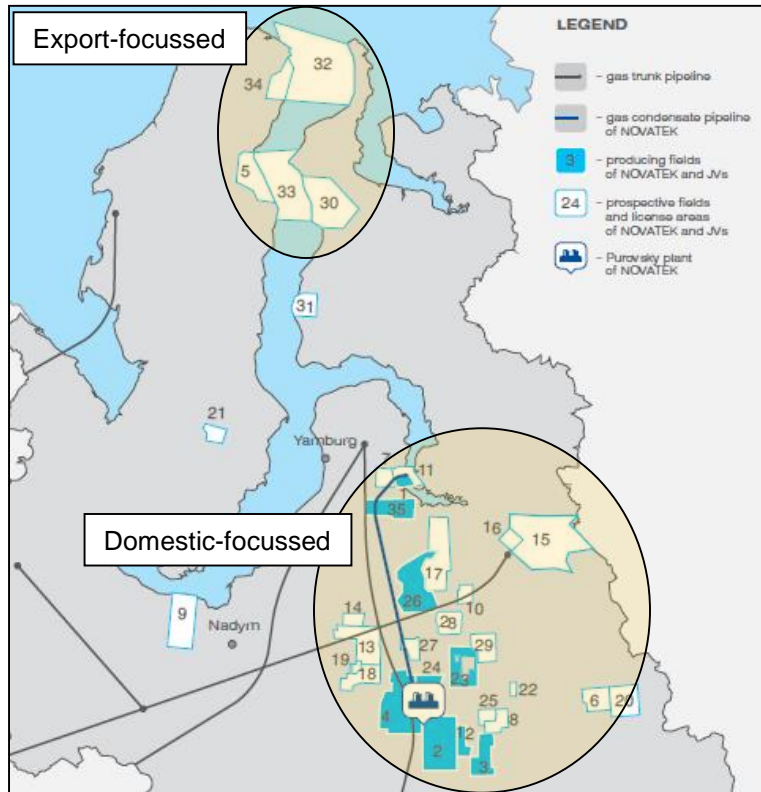 Export-focussed
LEGEND
- gas trunk pipeline
- gas condensate pipeline
of NOVATEK
3
- producing fields
of NOVATEK and JVs
24
- prospective fields
and license areas
of NOVATEK and JVs
- Purovsky plant
of NOVATEK
34
32
5
33
30
31
21
Yamburg
7
11
1
35
Domestic-focussed
16
15
17
26
10
9
14
28
Nadym
13
27
29
19
18
24
23
22
25
6
20
4
8
2
12
3